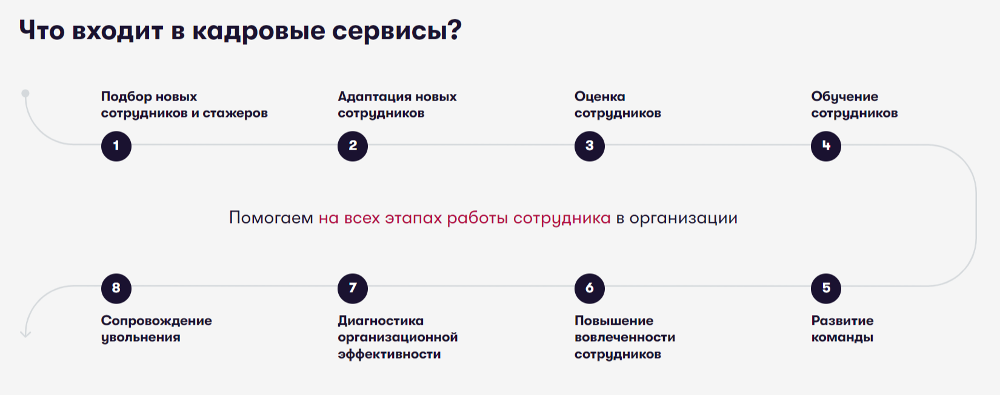 Что входит в кадровые сервисы?
Подбор новых
сотрудников и стажеров
1
Адаптация новых
сотрудников
2
Оценка
сотрудников
3
Обучение
сотрудников
4
Помогаем на всех этапах работы сотрудника в организации
5
Развитие
команды
6
Повышение
вовлеченности
сотрудников
7
Диагностика
организационной
эффективности
8
Сопровождение
увольнения